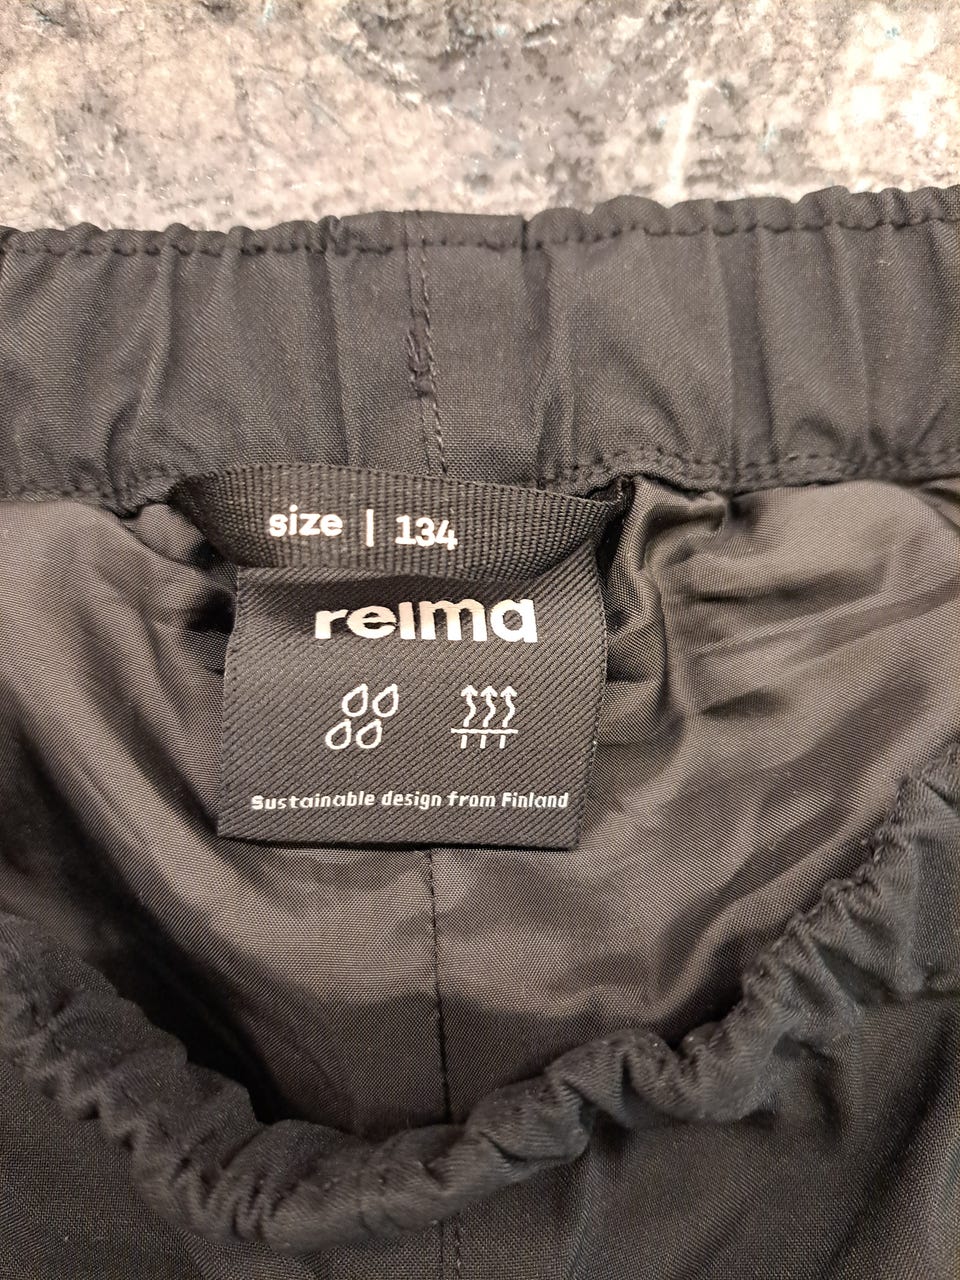 size | 134
reima
Sustainable design from Finland